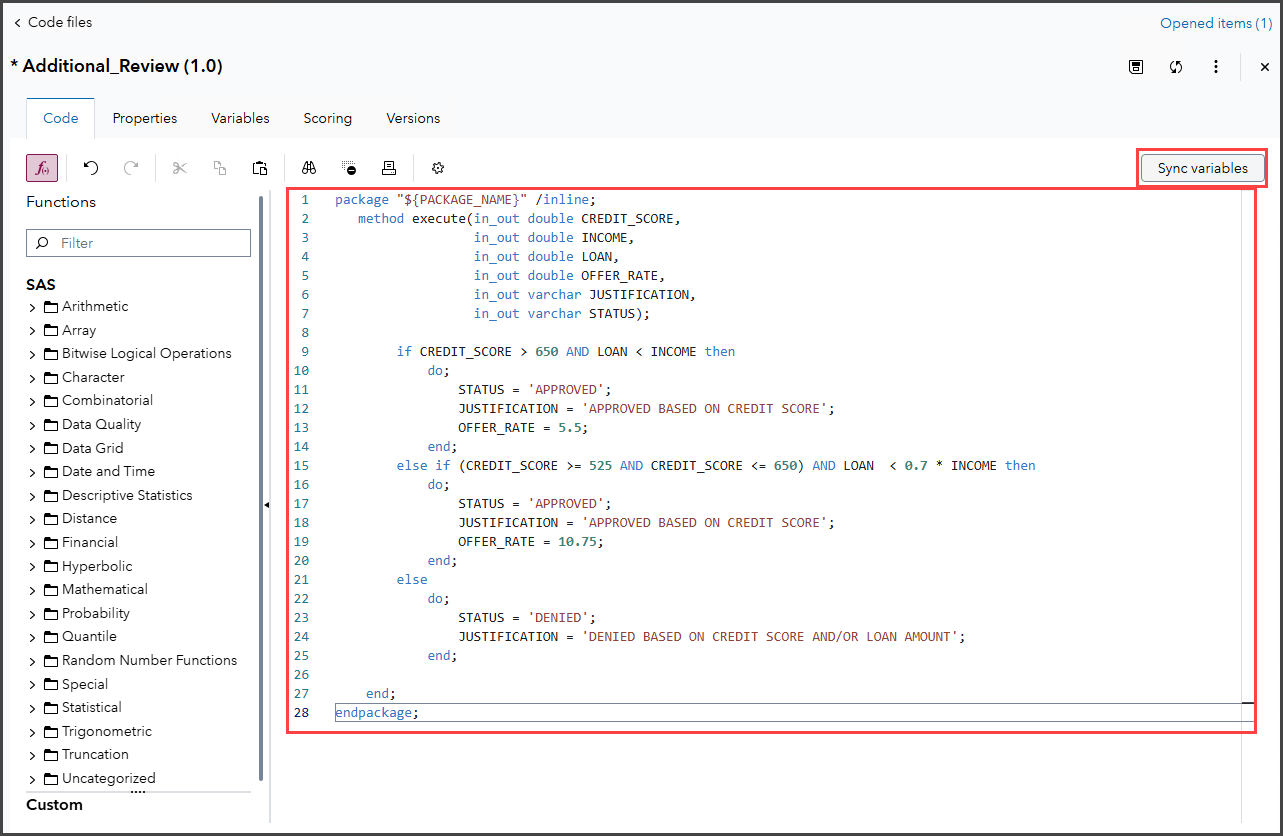 Code files
Opened items (1)
* Additional_Review (1.0)
Code Properties Variables Scoring Versions
Sync variables
Functions
Filter
SAS
Arithmetic
Array
Bitwise Logical Operations
Character
Combinatorial
Data Quality
Data Grid
Date and Time
Descriptive Statistics
Distance
Financial
Hyperbolic
Mathematical
Probability
Quantile
Random Number Functions
Special
Statistical
Trigonometric
Truncation
Uncategorized
Custom
1 package "${PACKAGE_NAME}" /inline;
2 method execute(in_out double CREDIT_SCORE,
3 in_out double INCOME,
4 in_out double LOAN,
5 in_out double OFFER_RATE,
6 in_out varchar JUSTIFICATION,
7 in_out varchar STATUS);
8
9 if CREDIT_SCORE > 650 AND LOAN < INCOME then
10 do;
11 STATUS = 'APPROVED';
12 JUSTIFICATION = 'APPROVED BASED ON CREDIT SCORE';
13 OFFER_RATE = 5.5;
14 end;
15 else if (CREDIT_SCORE >= 525 AND CREDIT_SCORE <= 650) AND LOAN  < 0.7 * INCOME then
16 do;
17 STATUS = 'APPROVED';
18 JUSTIFICATION = 'APPROVED BASED ON CREDIT SCORE';
19 OFFER_RATE = 10.75;
20 end;
21 else
22 do;
23 STATUS = 'DENIED';
24 JUSTIFICATION = 'DENIED BASED ON CREDIT SCORE AND/OR LOAN AMOUNT';
25 end;
26
27 end;
28 endpackage;